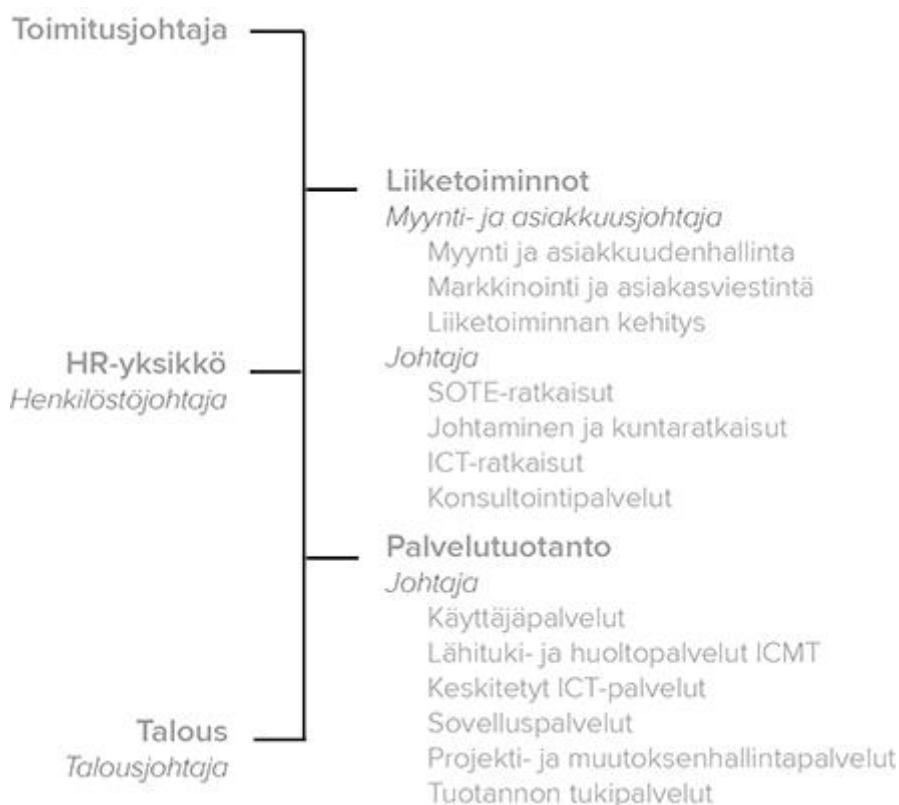 Toimitusjohtaja
Liiketoiminnot
Myynti- ja asiakkuusjohtaja
Myynti ja asiakkuudenhallinta
Markkinointi ja asiakasviestintä
Liiketoiminnan kehitys
HR-yksikkö
Henkilöstöjohtaja
Johtaja
SOTE-ratkaisut
Johtaminen ja kuntaratkaisut
ICT-ratkaisut
Konsultointipalvelut
Palvelutuotanto
Johtaja
Käyttäjäpalvelut
Lähituki- ja huoltopalvelut ICMT
Keskitetyt ICT-palvelut
Sovelluspalvelut
Projekti- ja muutoksenhallintapalvelut
Tuotannon tukipalvelut
Talous
Talousjohtaja